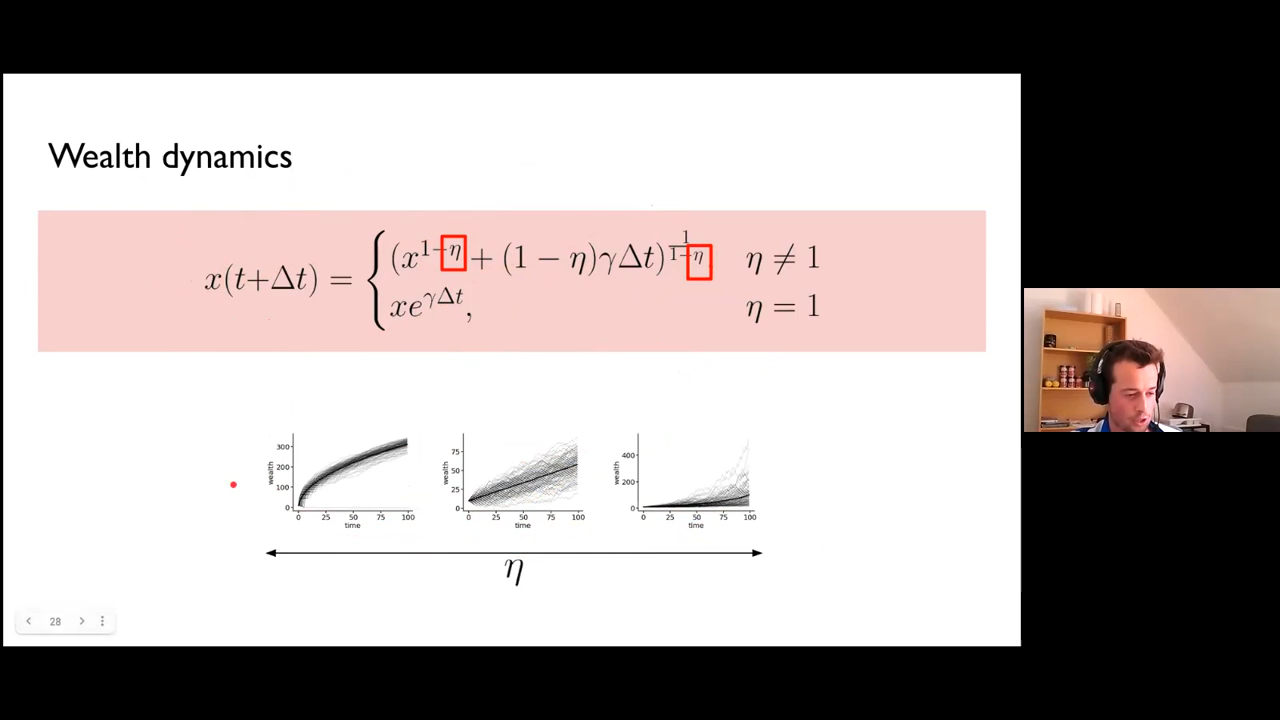 Wealth dynamics
x(t+Δt) = { (x^{1−η} + (1 − η)γΔt)^{\frac{1}{1−η}} η ≠ 1
xe^{γΔt}, η = 1
wealth
300
200
100
0
0 25 50 75 100
time
wealth
75
50
25
0
0 25 50 75 100
time
wealth
400
200
0
0 25 50 75 100
time
η
28